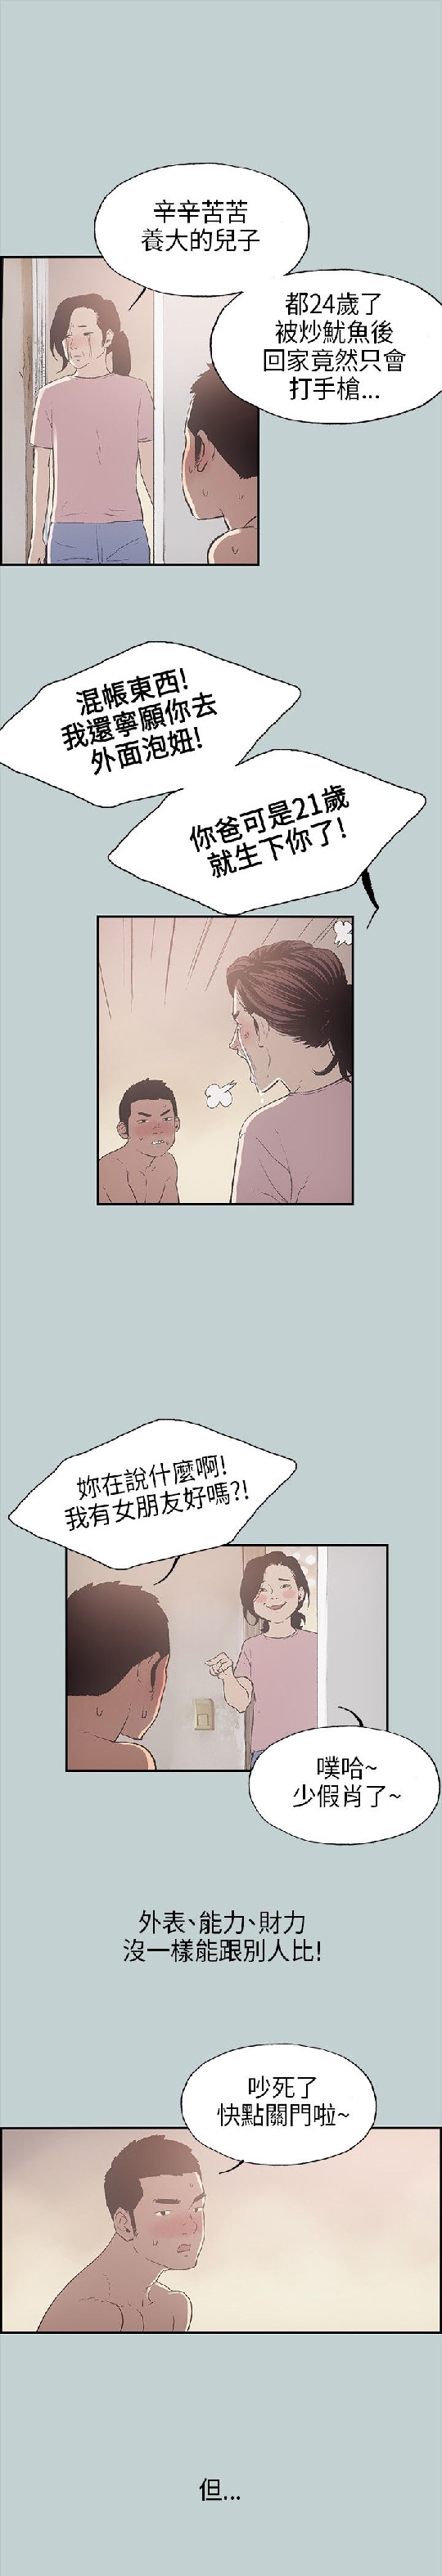 辛辛苦苦
養大的兒子
都24歲了
被炒魷魚後
回家竟然只會
打手槍...
混帳東西!
我還寧願你去
外面泡妞!
你爸可是21歲
就生下你了!
妳在說什麼啊!
我有女朋友好嗎?!
噗哈~
少假肖了~
外表、能力、財力
沒一樣能跟別人比!
吵死了
快點關門啦~
但...